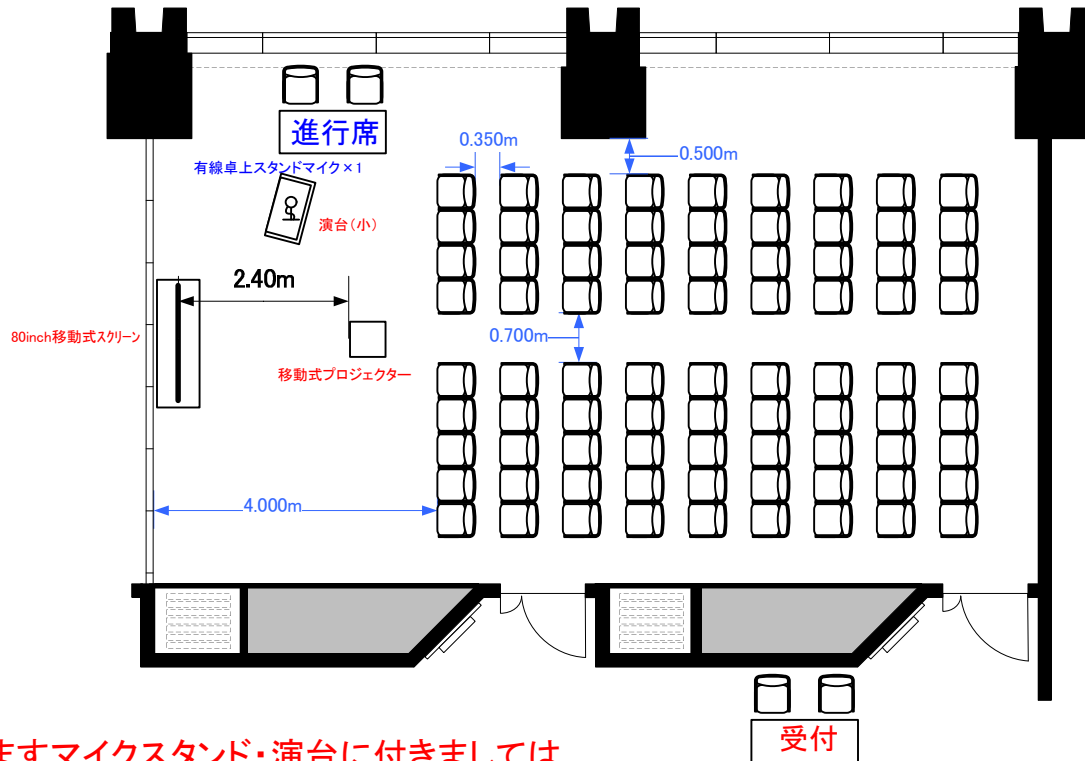 進行席
0.350m
0.500m
有線卓上スタンドマイク×1
演台(小)
2.40m
0.700m
80inch移動式スクリーン
移動式プロジェクター
4.000m
受付
ますマイクスタンド・演台に付きましては